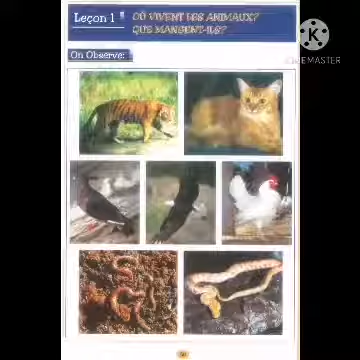 Leçon 1
OÙ VIVENT LES ANIMAUX?
QUE MANGENT-ILS?
On Observe:
KINEMASTER